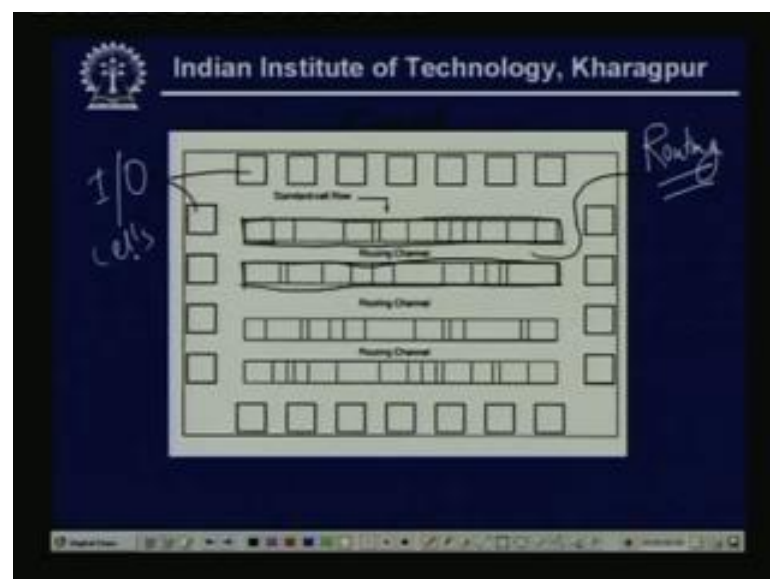 Indian Institute of Technology, Kharagpur
I/O
cells
Routing
Standard-cell Row
Routing Channel
Routing Channel
Routing Channel